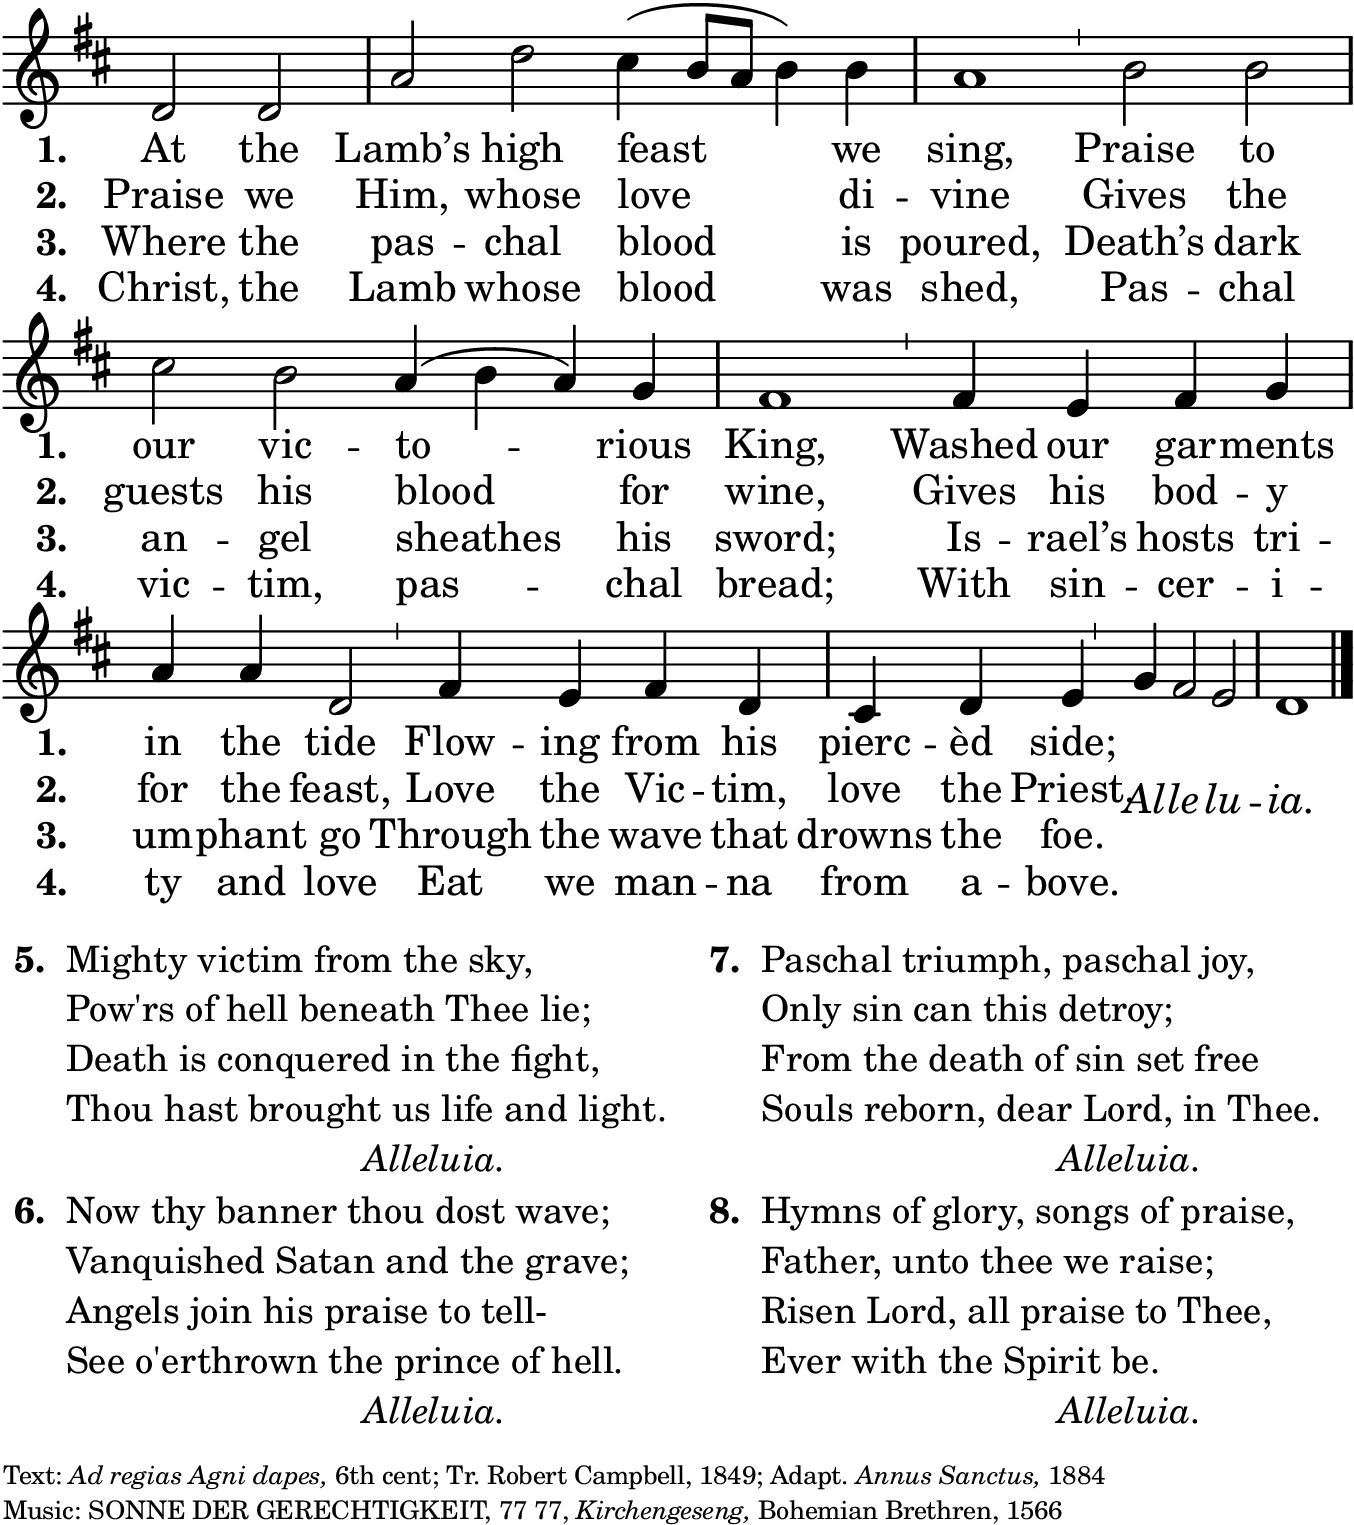 1. At the Lamb’s high feast we sing, Praise to
2. Praise we Him, whose love di - vine Gives the
3. Where the pas - chal blood is poured, Death’s dark
4. Christ, the Lamb whose blood was shed, Pas - chal
1. our vic - to - rious King, Washed our garments
2. guests his blood for wine, Gives his bod - y
3. an - gel sheathes his sword; Is - rael’s hosts tri -
4. vic - tim, pas - chal bread; With sin - cer - i -
1. in the tide Flow - ing from his pierc - èd side;
2. for the feast, Love the Vic - tim, love the Priest.
Allelu - ia.
3. umphant go Through the wave that drowns the foe.
4. ty and love Eat we man - na from a - bove.
5. Mighty victim from the sky,
Pow'rs of hell beneath Thee lie;
Death is conquered in the fight,
Thou hast brought us life and light.
Alleluia.
6. Now thy banner thou dost wave;
Vanquished Satan and the grave;
Angels join his praise to tell-
See o'erthrown the prince of hell.
Alleluia.
7. Paschal triumph, paschal joy,
Only sin can this detroy;
From the death of sin set free
Souls reborn, dear Lord, in Thee.
Alleluia.
8. Hymns of glory, songs of praise,
Father, unto thee we raise;
Risen Lord, all praise to Thee,
Ever with the Spirit be.
Alleluia.
Text: Ad regias Agni dapes, 6th cent; Tr. Robert Campbell, 1849; Adapt. Annus Sanctus, 1884
Music: SONNE DER GERECHTIGKEIT, 77 77, Kirchengeseng, Bohemian Brethren, 1566